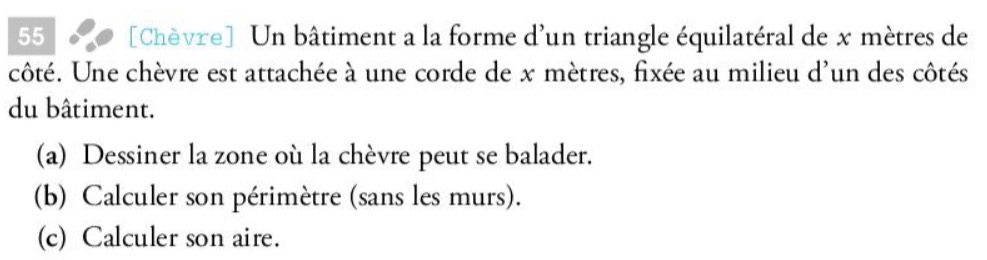 55 [Chèvre] Un bâtiment a la forme d’un triangle équilatéral de x mètres de
côté. Une chèvre est attachée à une corde de x mètres, fixée au milieu d’un des côtés
du bâtiment.
(a) Dessiner la zone où la chèvre peut se balader.
(b) Calculer son périmètre (sans les murs).
(c) Calculer son aire.